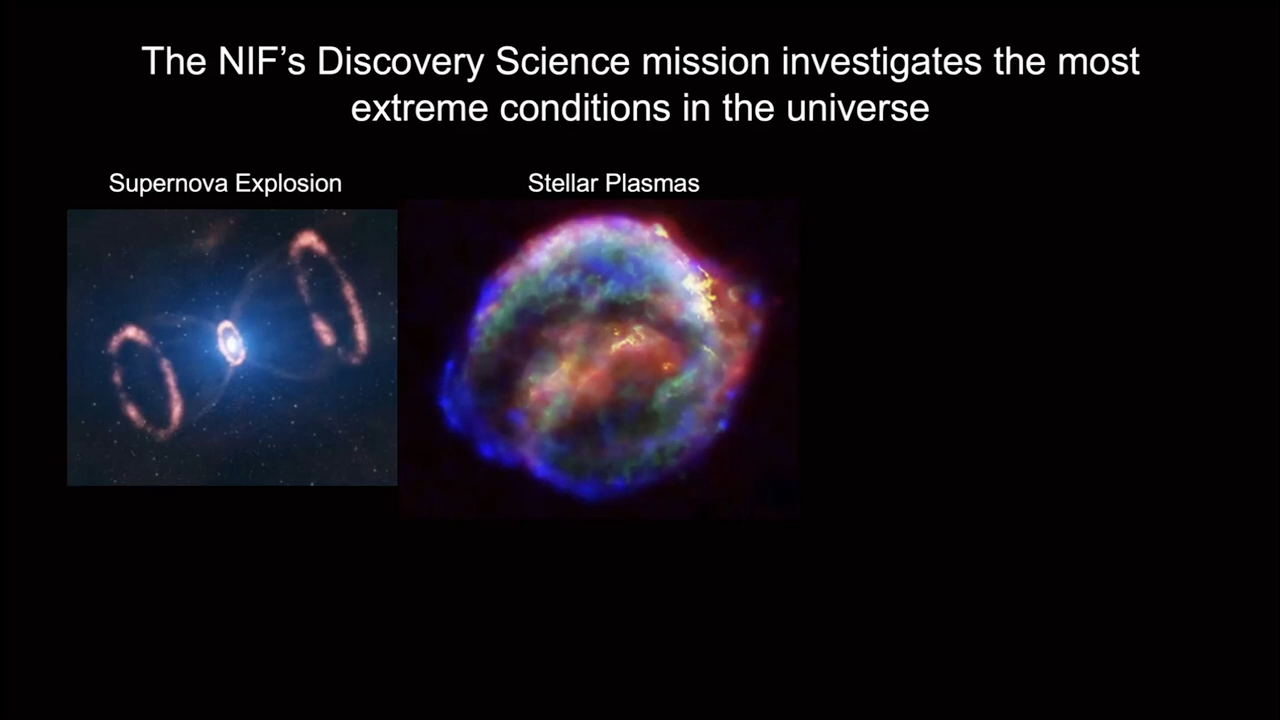 The NIF’s Discovery Science mission investigates the most
extreme conditions in the universe
Supernova Explosion
Stellar Plasmas